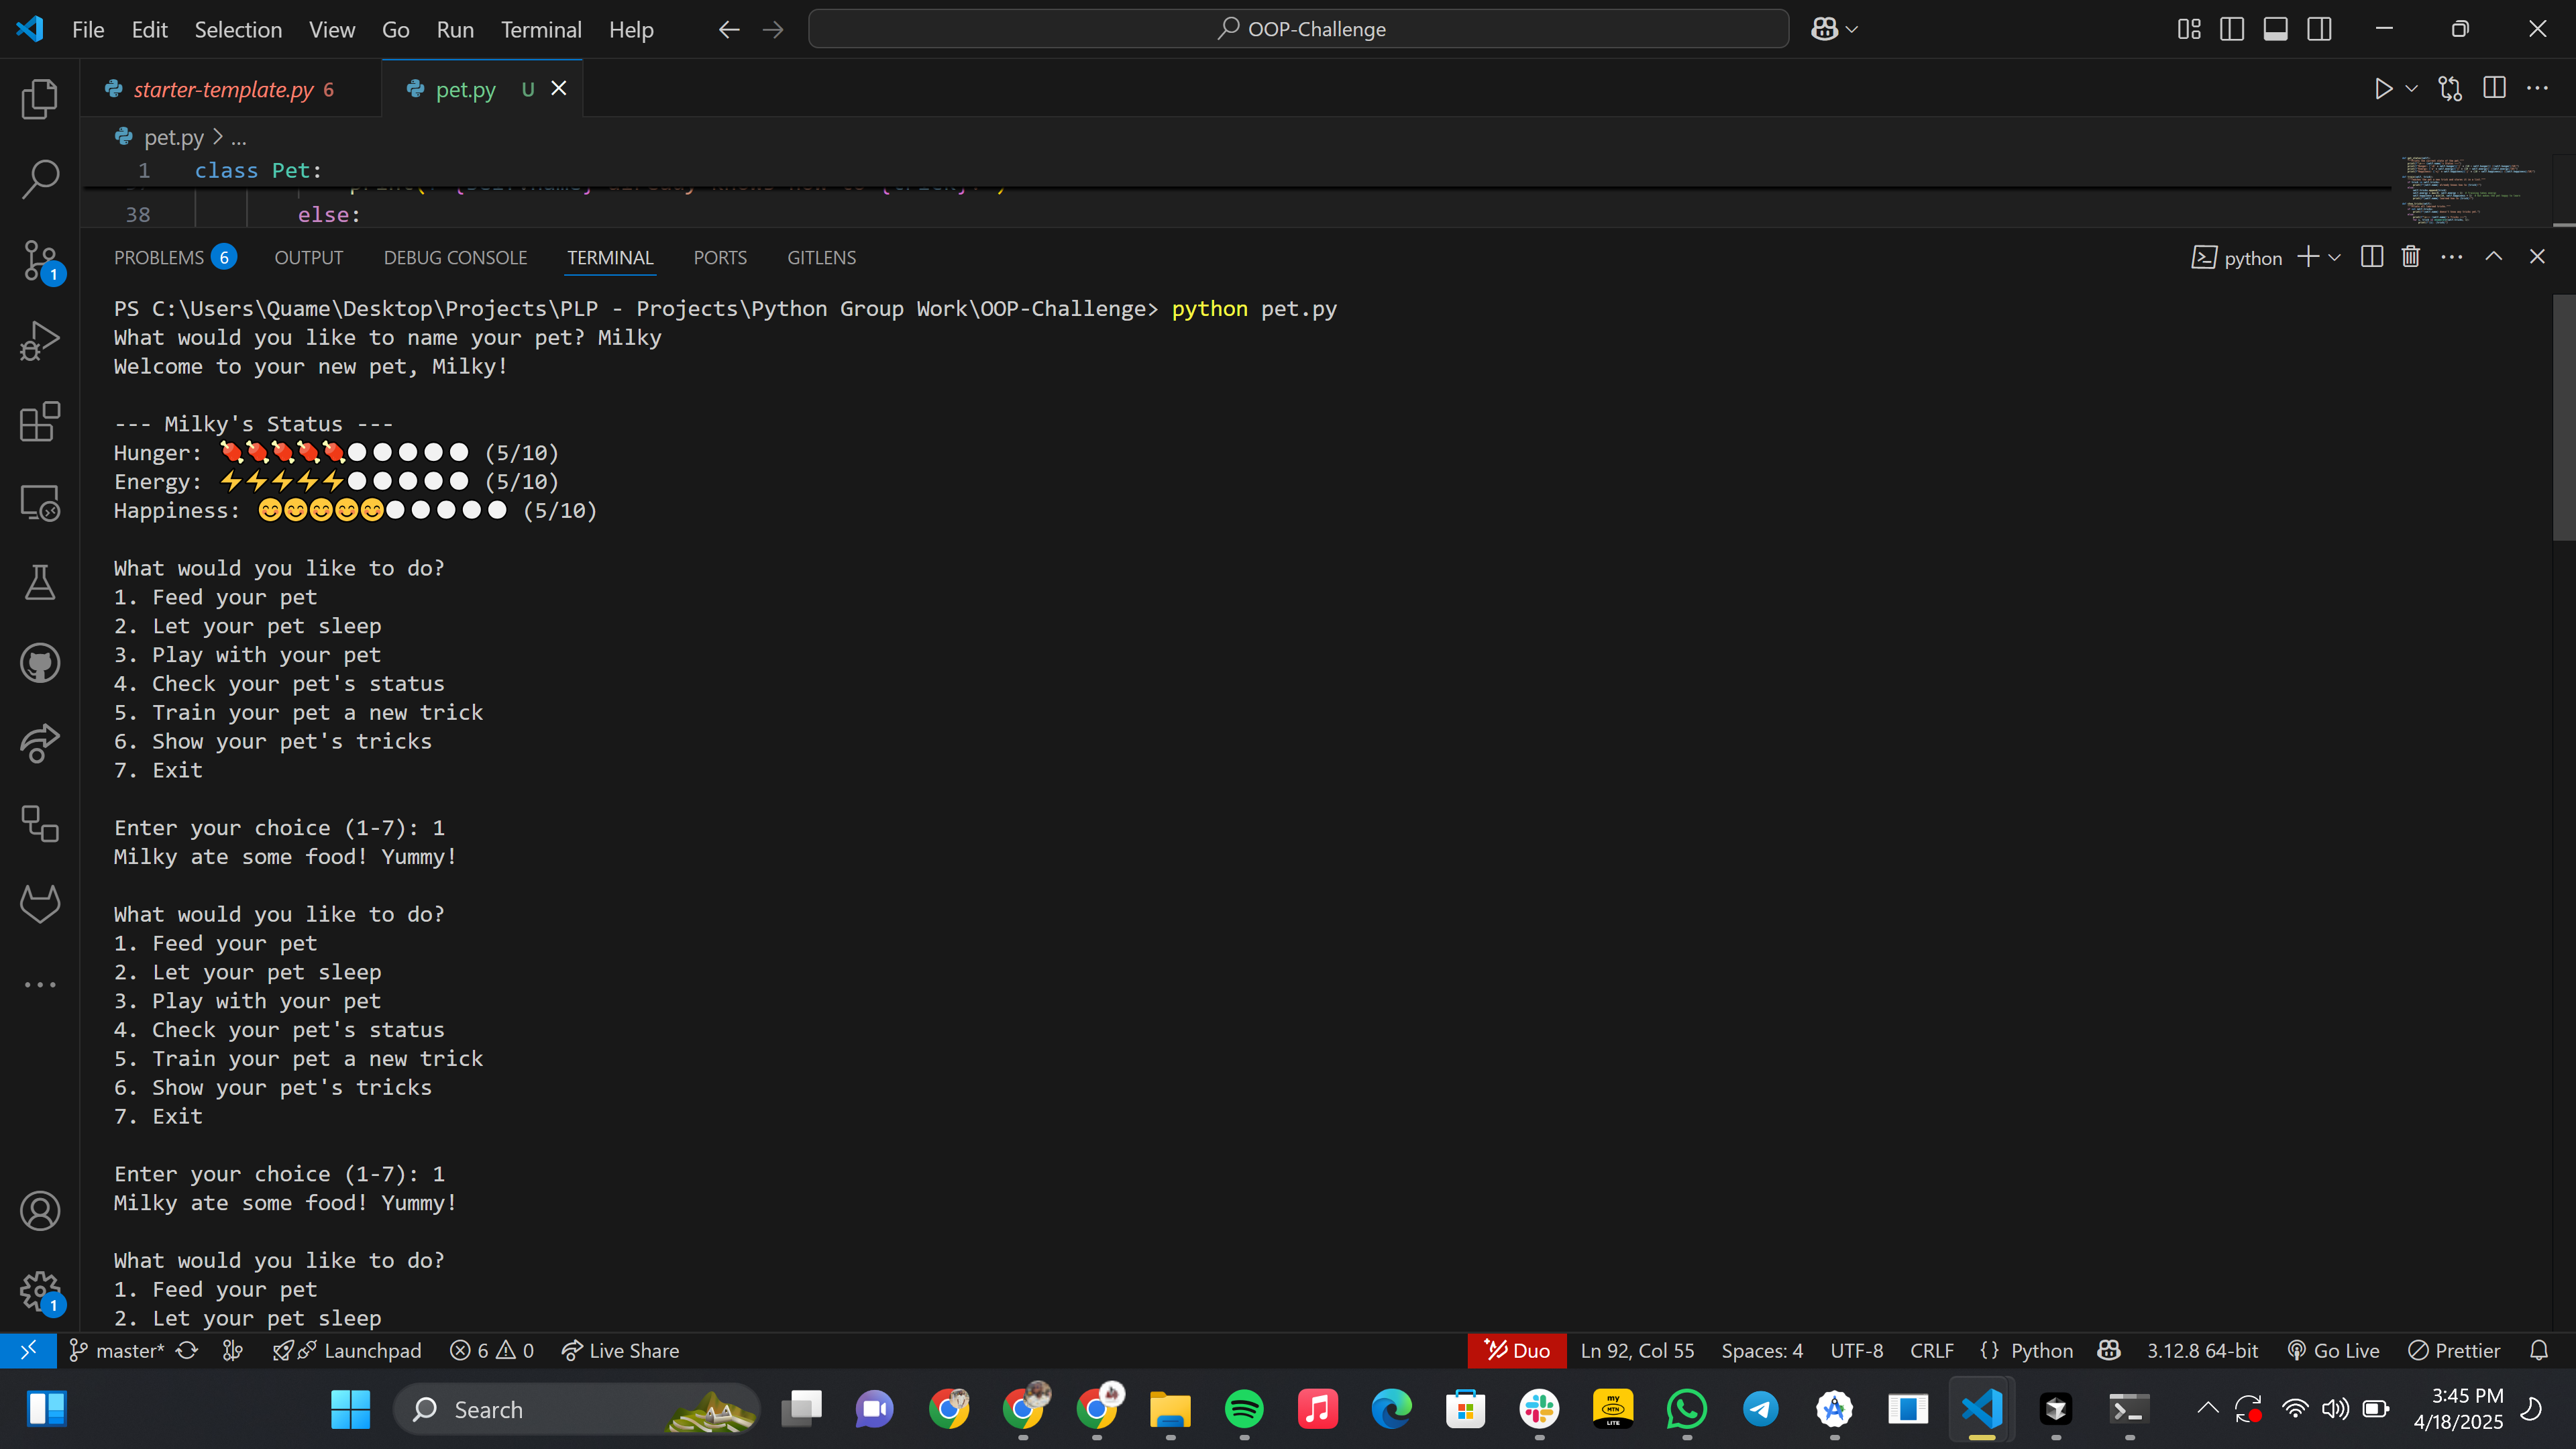 File Edit Selection View Go Run Terminal Help OOP-Challenge
starter-template.py 6 pet.py U
pet.py > ...
1 class Pet:
38 else:
PROBLEMS 6 OUTPUT DEBUG CONSOLE TERMINAL PORTS GITLENS python
PS C:\Users\Quame\Desktop\Projects\PLP - Projects\Python Group Work\OOP-Challenge> python pet.py
What would you like to name your pet? Milky
Welcome to your new pet, Milky!
--- Milky's Status ---
Hunger: 🍖🍖🍖🍖🍖⚪⚪⚪⚪⚪ (5/10)
Energy: ⚡⚡⚡⚡⚡⚪⚪⚪⚪⚪ (5/10)
Happiness: 😊😊😊😊😊⚪⚪⚪⚪⚪ (5/10)
What would you like to do?
1. Feed your pet
2. Let your pet sleep
3. Play with your pet
4. Check your pet's status
5. Train your pet a new trick
6. Show your pet's tricks
7. Exit
Enter your choice (1-7): 1
Milky ate some food! Yummy!
What would you like to do?
1. Feed your pet
2. Let your pet sleep
3. Play with your pet
4. Check your pet's status
5. Train your pet a new trick
6. Show your pet's tricks
7. Exit
Enter your choice (1-7): 1
Milky ate some food! Yummy!
What would you like to do?
1. Feed your pet
2. Let your pet sleep
1
1
master* Launchpad 6 0 Live Share Duo Ln 92, Col 55 Spaces: 4 UTF-8 CRLF {} Python 3.12.8 64-bit Go Live Prettier
Search
my
MTN
LITE
3:45 PM
4/18/2025